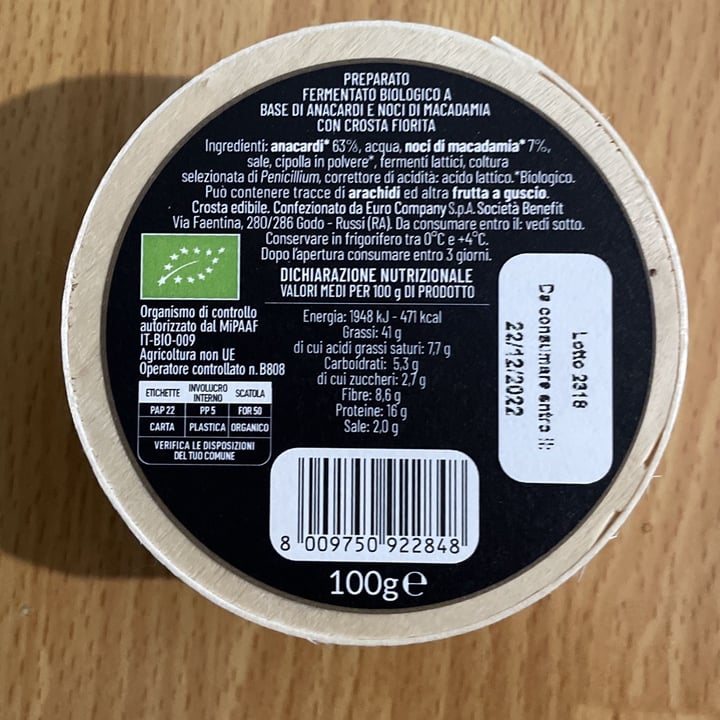 PREPARATO
FERMENTATO BIOLOGICO A
BASE DI ANACARDI E NOCI DI MACADAMIA
CON CROSTA FIORITA
Ingredienti: anacardi* 63%, acqua, noci di macadamia* 7%,
sale, cipolla in polvere*, fermenti lattici, coltura
selezionata di Penicillium, correttore di acidità: acido lattico.*Biologico.
Può contenere tracce di arachidi ed altra frutta a guscio.
Crosta edibile. Confezionato da Euro Company S.p.A. Società Benefit
Via Faentina, 280/286 Godo - Russi (RA). Da consumare entro il: vedi sotto.
Conservare in frigorifero tra 0°C e +4°C.
Dopo l'apertura consumare entro 3 giorni.
DICHIARAZIONE NUTRIZIONALE
VALORI MEDI PER 100 g DI PRODOTTO
Energia: 1948 kJ - 471 kcal
Grassi: 41 g
di cui acidi grassi saturi: 7,7 g
Carboidrati: 5,3 g
di cui zuccheri: 2,7 g
Fibre: 8,6 g
Proteine: 16 g
Sale: 2,0 g
Organismo di controllo
autorizzato dal MiPAAF
IT-BIO-009
Agricoltura non UE
Operatore controllato n. B808
ETICHETTE INVOLUCRO INTERNO SCATOLA
PAP 22 PP 5 FOR 50
CARTA PLASTICA ORGANICO
VERIFICA LE DISPOSIZIONI
DEL TUO COMUNE
Lotto 2318
Da consumare entro il:
22/12/2022
8 009750 922848
100g e